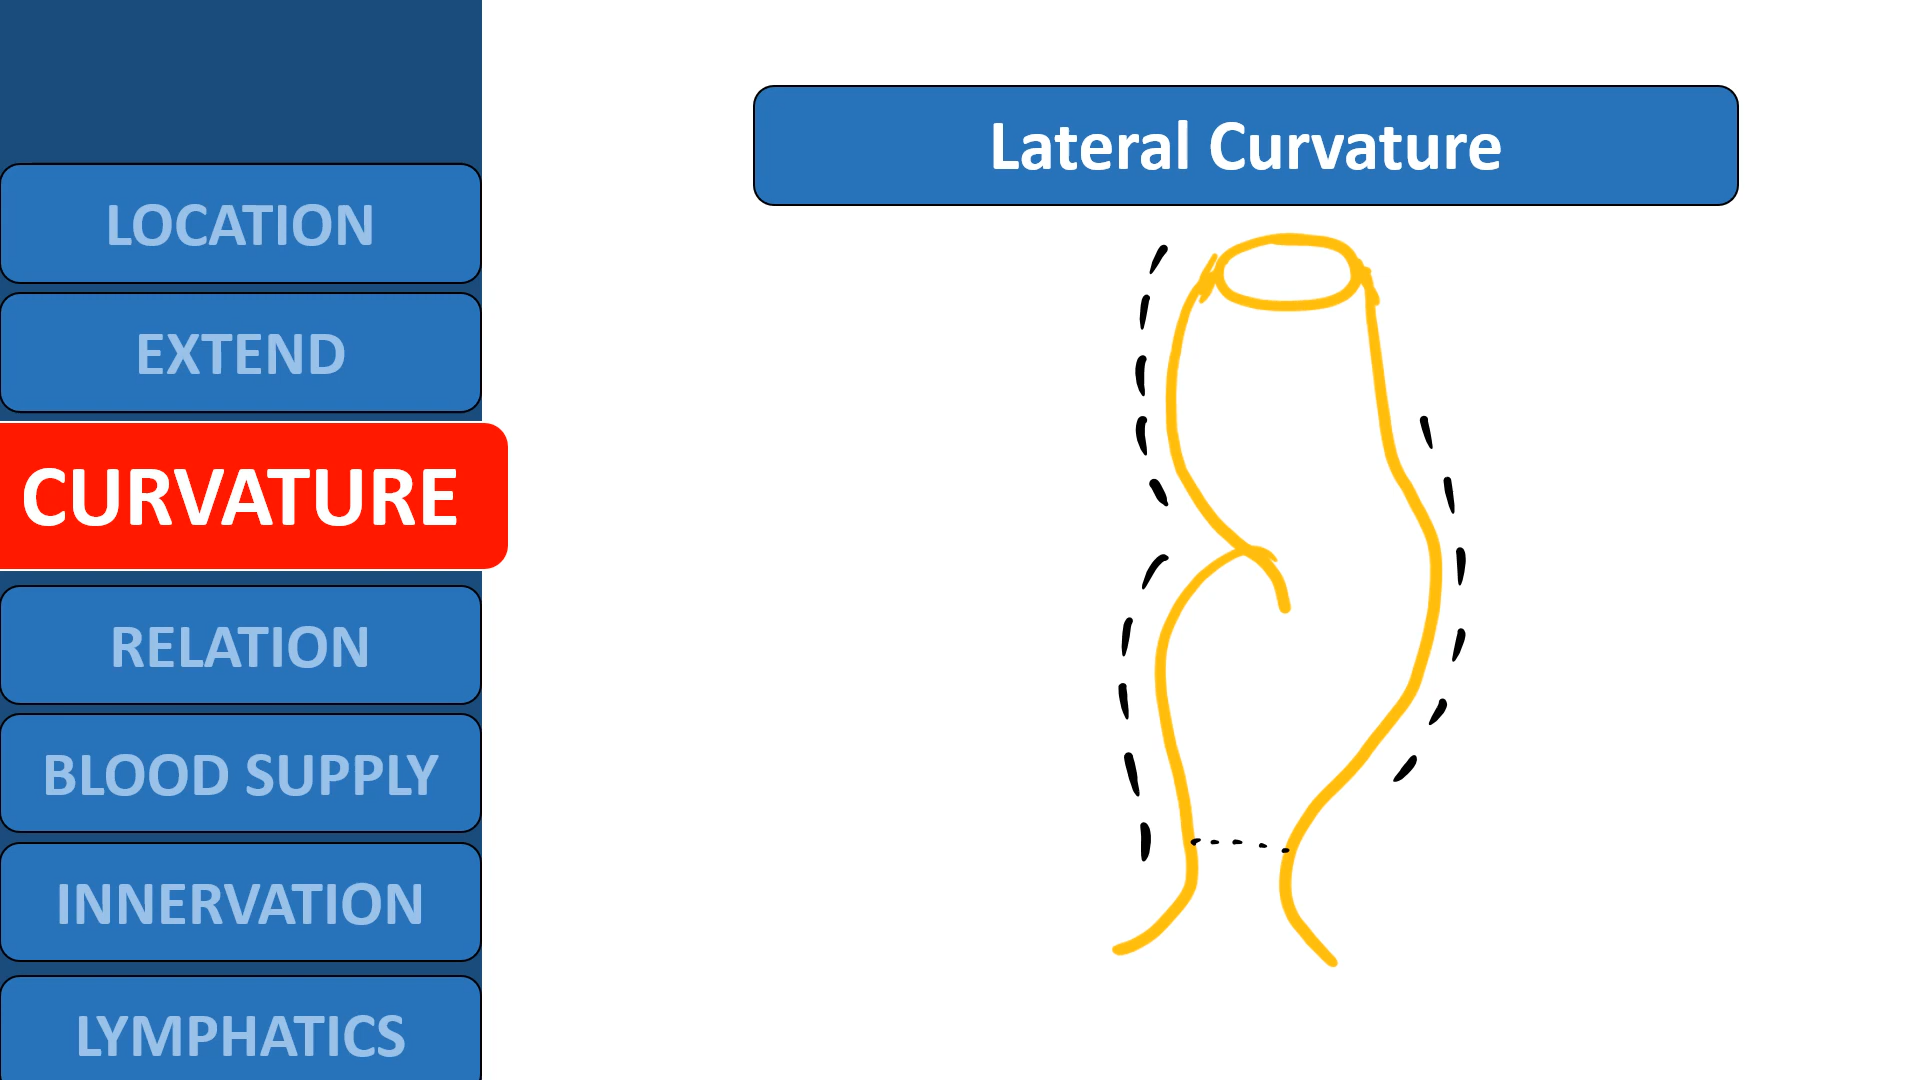 LOCATION
EXTEND
CURVATURE
RELATION
BLOOD SUPPLY
INNERVATION
LYMPHATICS
Lateral Curvature